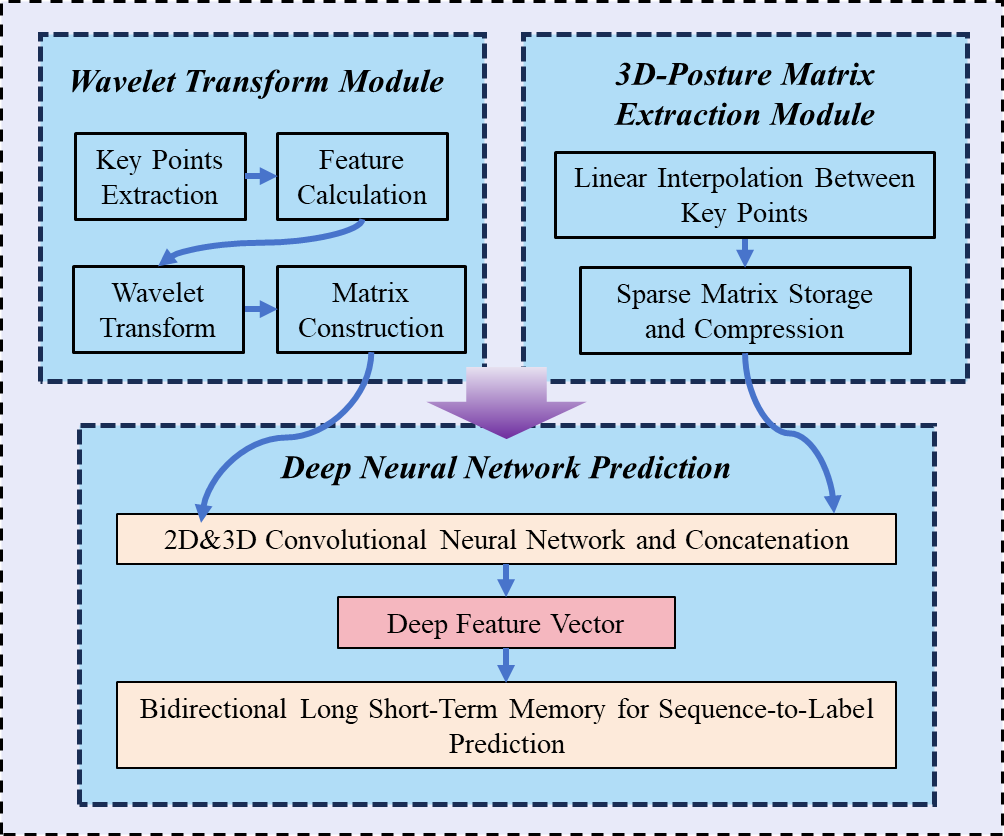 Wavelet Transform Module
Key Points
Extraction
Feature
Calculation
Wavelet
Transform
Matrix
Construction
3D-Posture Matrix
Extraction Module
Linear Interpolation Between
Key Points
Sparse Matrix Storage
and Compression
Deep Neural Network Prediction
2D&3D Convolutional Neural Network and Concatenation
Deep Feature Vector
Bidirectional Long Short-Term Memory for Sequence-to-Label
Prediction